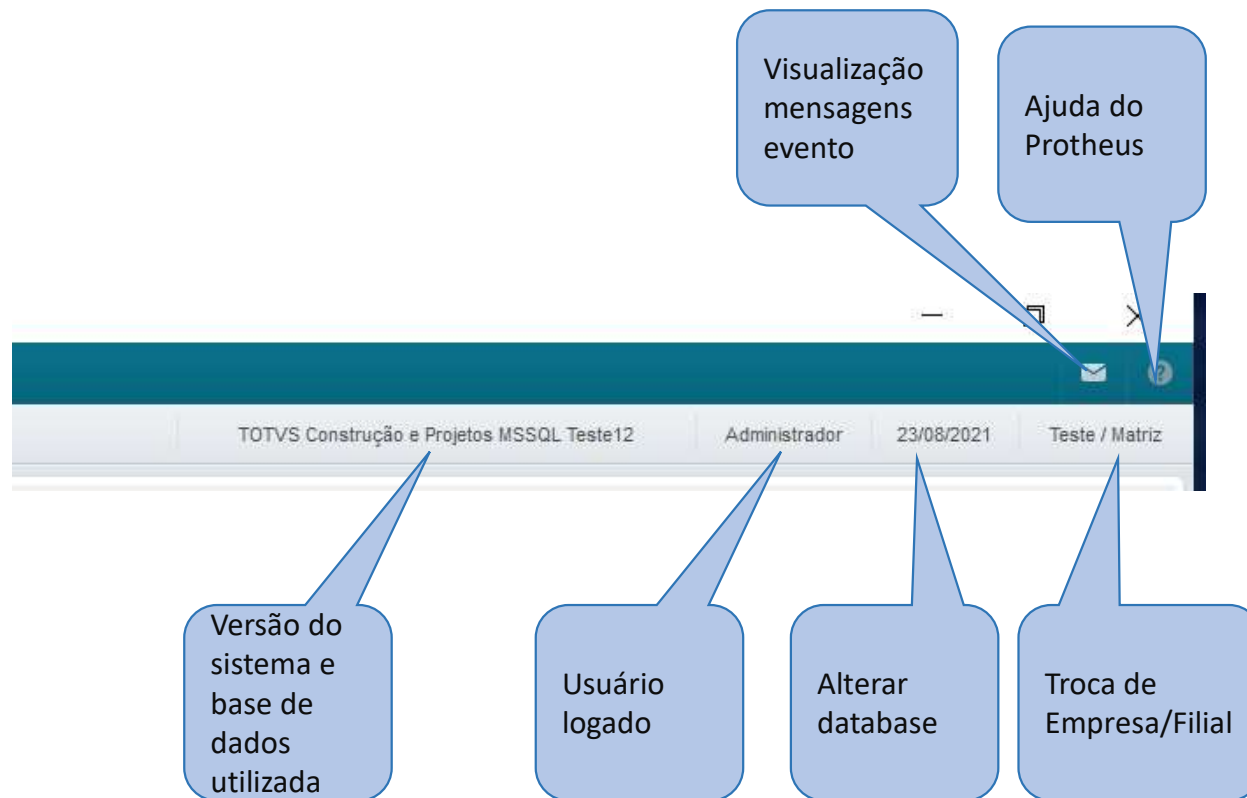 Visualização
mensagens
evento
Ajuda do
Protheus
TOTVS Construção e Projetos MSSQL Teste12
Administrador
23/08/2021
Teste / Matriz
Versão do
sistema e
base de
dados
utilizada
Usuário
logado
Alterar
database
Troca de
Empresa/Filial